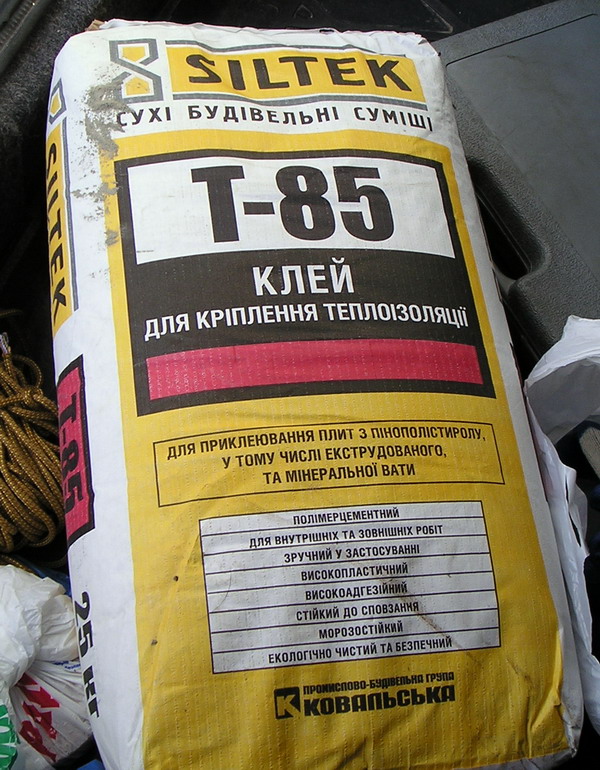 SILTEK
СУХІ БУДІВЕЛЬНІ СУМІШІ
Т-85
КЛЕЙ
ДЛЯ КРІПЛЕННЯ ТЕПЛОІЗОЛЯЦІЇ
ДЛЯ ПРИКЛЕЮВАННЯ ПЛИТ З ПІНОПОЛІСТИРОЛУ,
У ТОМУ ЧИСЛІ ЕКСТРУДОВАНОГО,
ТА МІНЕРАЛЬНОЇ ВАТИ
ПОЛІМЕРЦЕМЕНТНИЙ
ДЛЯ ВНУТРІШНІХ ТА ЗОВНІШНІХ РОБІТ
ЗРУЧНИЙ У ЗАСТОСУВАННІ
ВИСОКОПЛАСТИЧНИЙ
ВИСОКОАДГЕЗІЙНИЙ
СТІЙКИЙ ДО СПОВЗАННЯ
МОРОЗОСТІЙКИЙ
ЕКОЛОГІЧНО ЧИСТИЙ ТА БЕЗПЕЧНИЙ
ПРОМИСЛОВО-БУДІВЕЛЬНА ГРУПА
КОВАЛЬСЬКА
SILTEK
Т-85
25 КГ